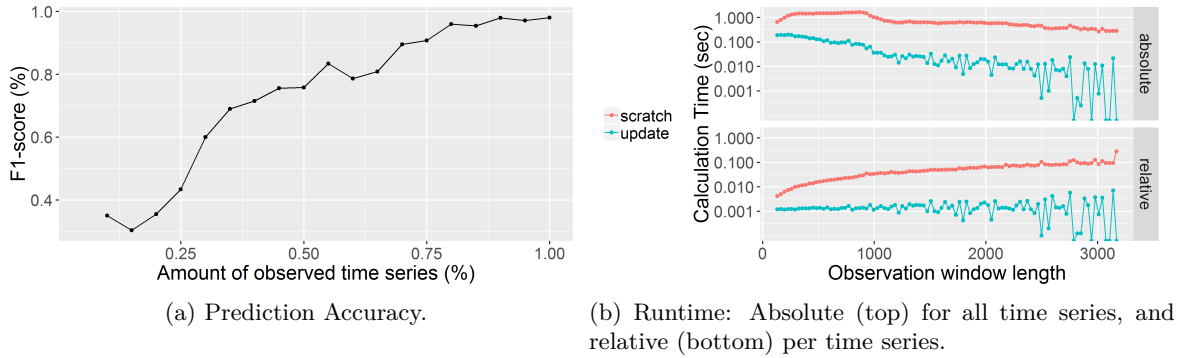 1.0
0.8
0.6
0.4
F1-score (%)
0.25
0.50
0.75
1.00
Amount of observed time series (%)
(a) Prediction Accuracy.
scratch
update
Calculation Time (sec)
1.000
0.100
0.010
0.001
absolute
1.000
0.100
0.010
0.001
relative
0
1000
2000
3000
Observation window length
(b) Runtime: Absolute (top) for all time series, and
relative (bottom) per time series.